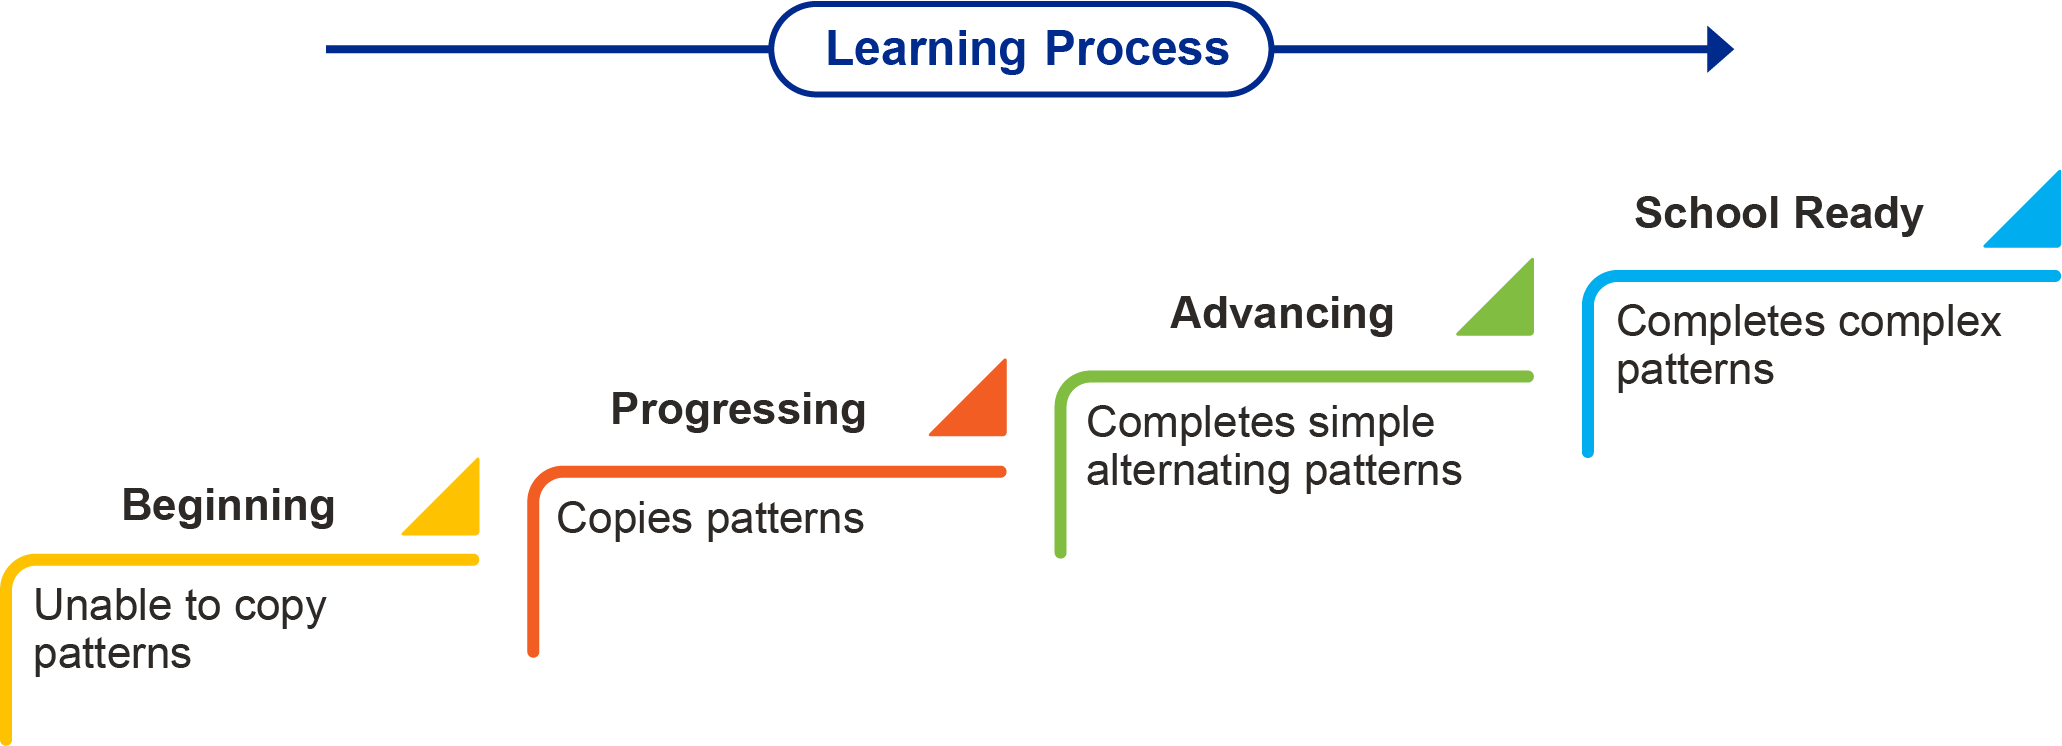 Learning Process
Beginning
Unable to copy
patterns
Progressing
Copies patterns
Advancing
Completes simple
alternating patterns
School Ready
Completes complex
patterns